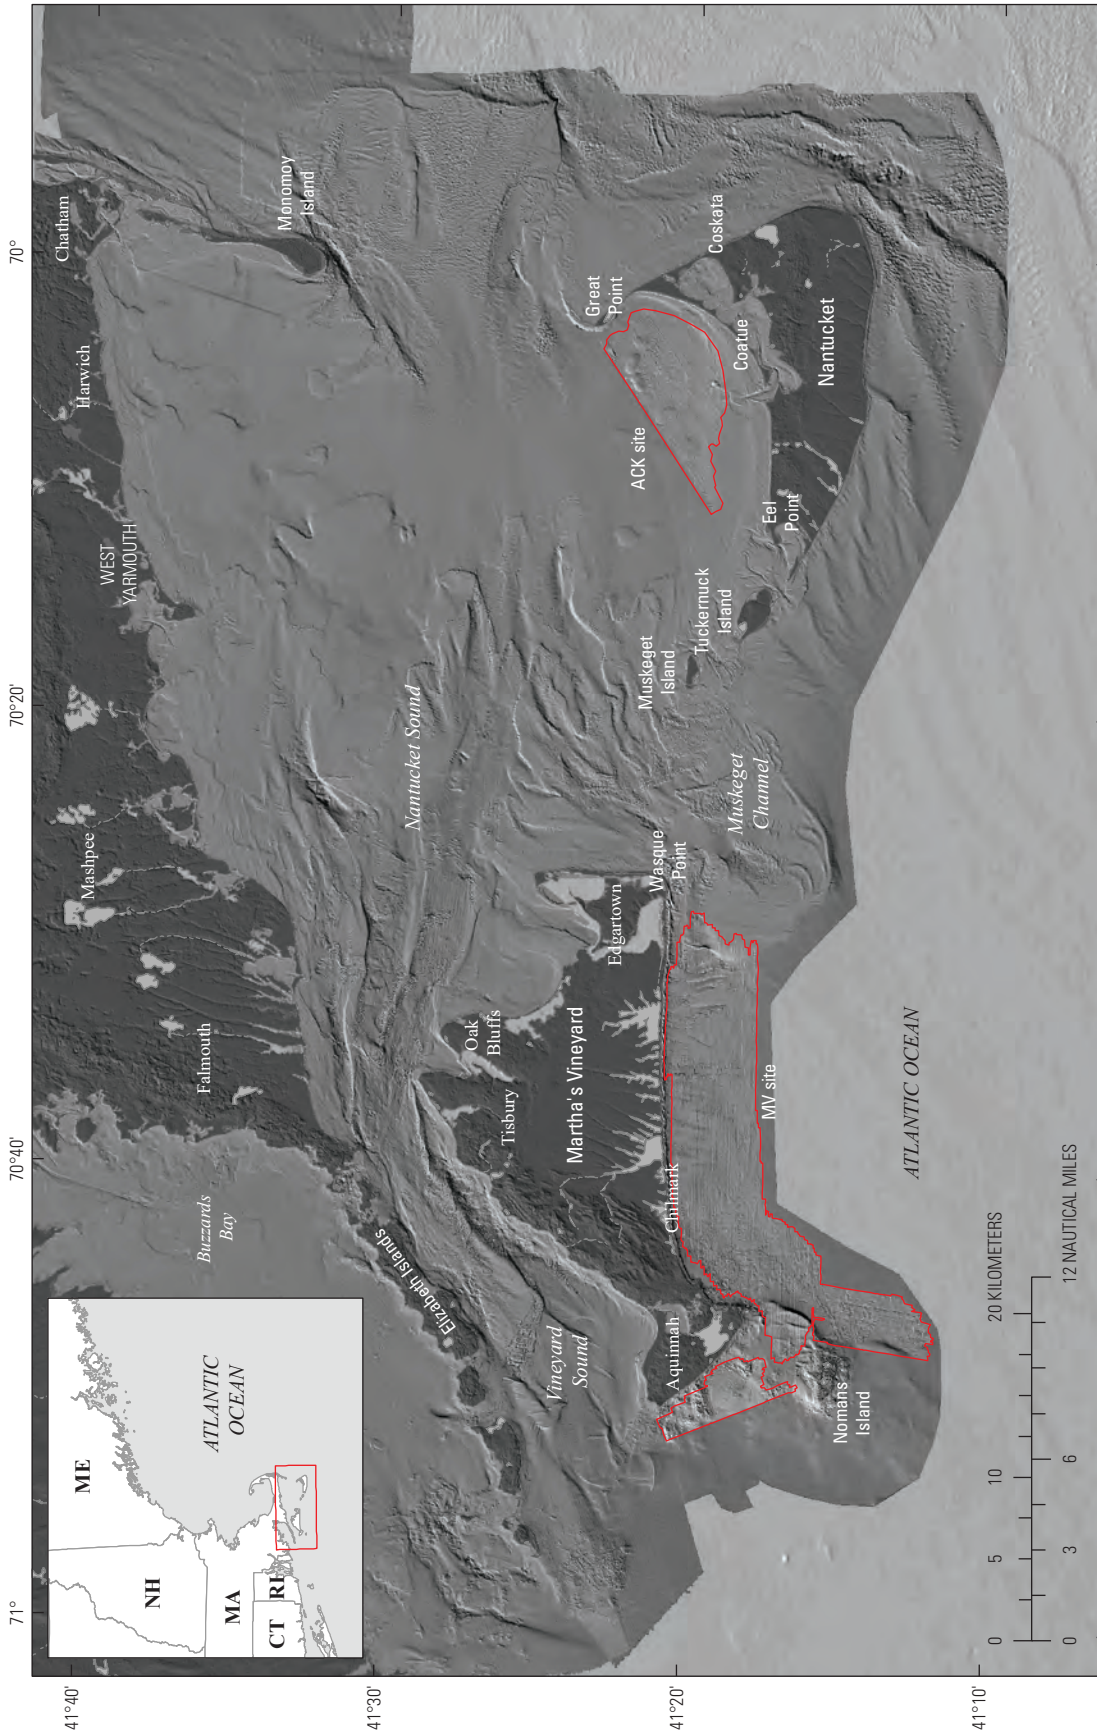 71°
70°40'
70°20'
70°
41°40'
41°30'
41°20'
41°10'
ME
NH
MA
CT
RI
ATLANTIC
OCEAN
Buzzards
Bay
Falmouth
Mashpee
WEST
YARMOUTH
Harwich
Chatham
Monomoy
Island
Elizabeth Islands
Vineyard
Sound
Nantucket Sound
Tisbury
Oak
Bluffs
Edgartown
Martha's Vineyard
Chilmark
Aquinnah
Wasque
Point
Muskeget
Channel
Muskeget
Island
Tuckernuck
Island
Eel
Point
ACK site
Great
Point
Coskata
Coatue
Nantucket
MV site
Nomans
Island
ATLANTIC OCEAN
0
5
10
20 KILOMETERS
0
3
6
12 NAUTICAL MILES